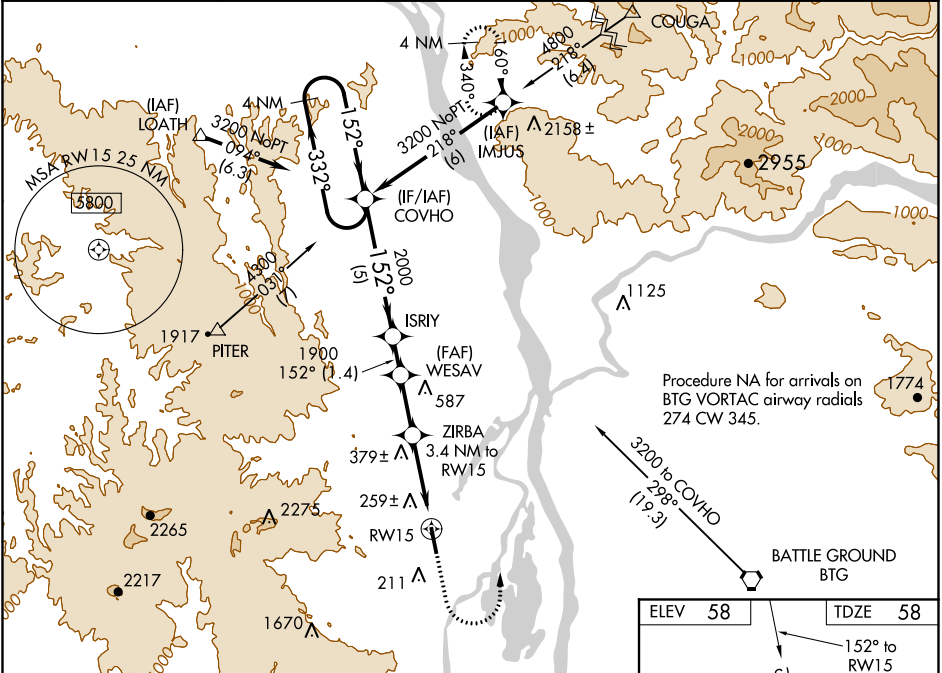 COUGA
1000
4 NM
4800
218°
(6.4)
1000
2000
160°
340°
(IAF)
LOATH
4 NM
3200 NoPT
094°
(6.3)
152°
332°
3200 NoPT
218°
(6)
(IAF)
IMJUS
2158±
2000
1000
2955
1000
1000
MSA RW 15 25 NM
5800
(IF/IAF)
COVHO
2000
152°
(5)
4300
031°
(7)
1917
PITER
ISRIY
1900
152° (1.4)
(FAF)
WESAV
587
1125
Procedure NA for arrivals on
BTG VORTAC airway radials
274 CW 345.
1774
ZIRBA
3.4 NM to
RW15
379±
259±
RW15
211
3200 to COVHO
298°
(19.3)
2265
2275
2217
1670
BATTLE GROUND
BTG
ELEV 58
TDZE 58
152° to
RW15